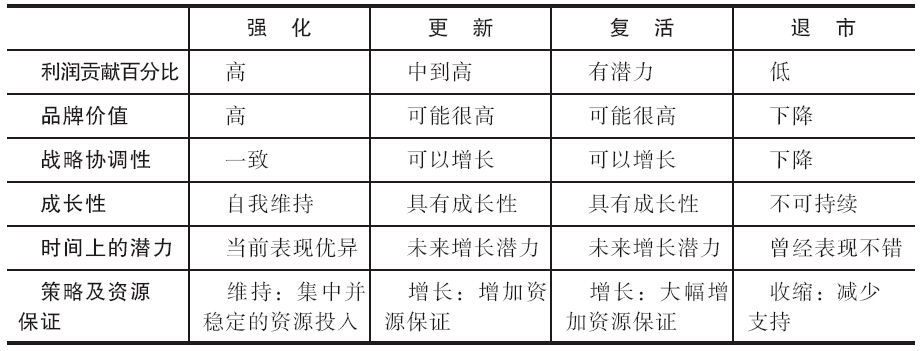 强 化 更 新 复 活 退 市
利润贡献百分比 高 中到高 有潜力 低
品牌价值 高 可能很高 可能很高 下降
战略协调性 一致 可以增长 可以增长 下降
成长性 自我维持 具有成长性 具有成长性 不可持续
时间上的潜力 当前表现优异 未来增长潜力 未来增长潜力 曾经表现不错
策略及资源 维持：集中并 增长：增加资 增长：大幅增 收缩：减少
保证 稳定的资源投入 源保证 加资源保证 支持